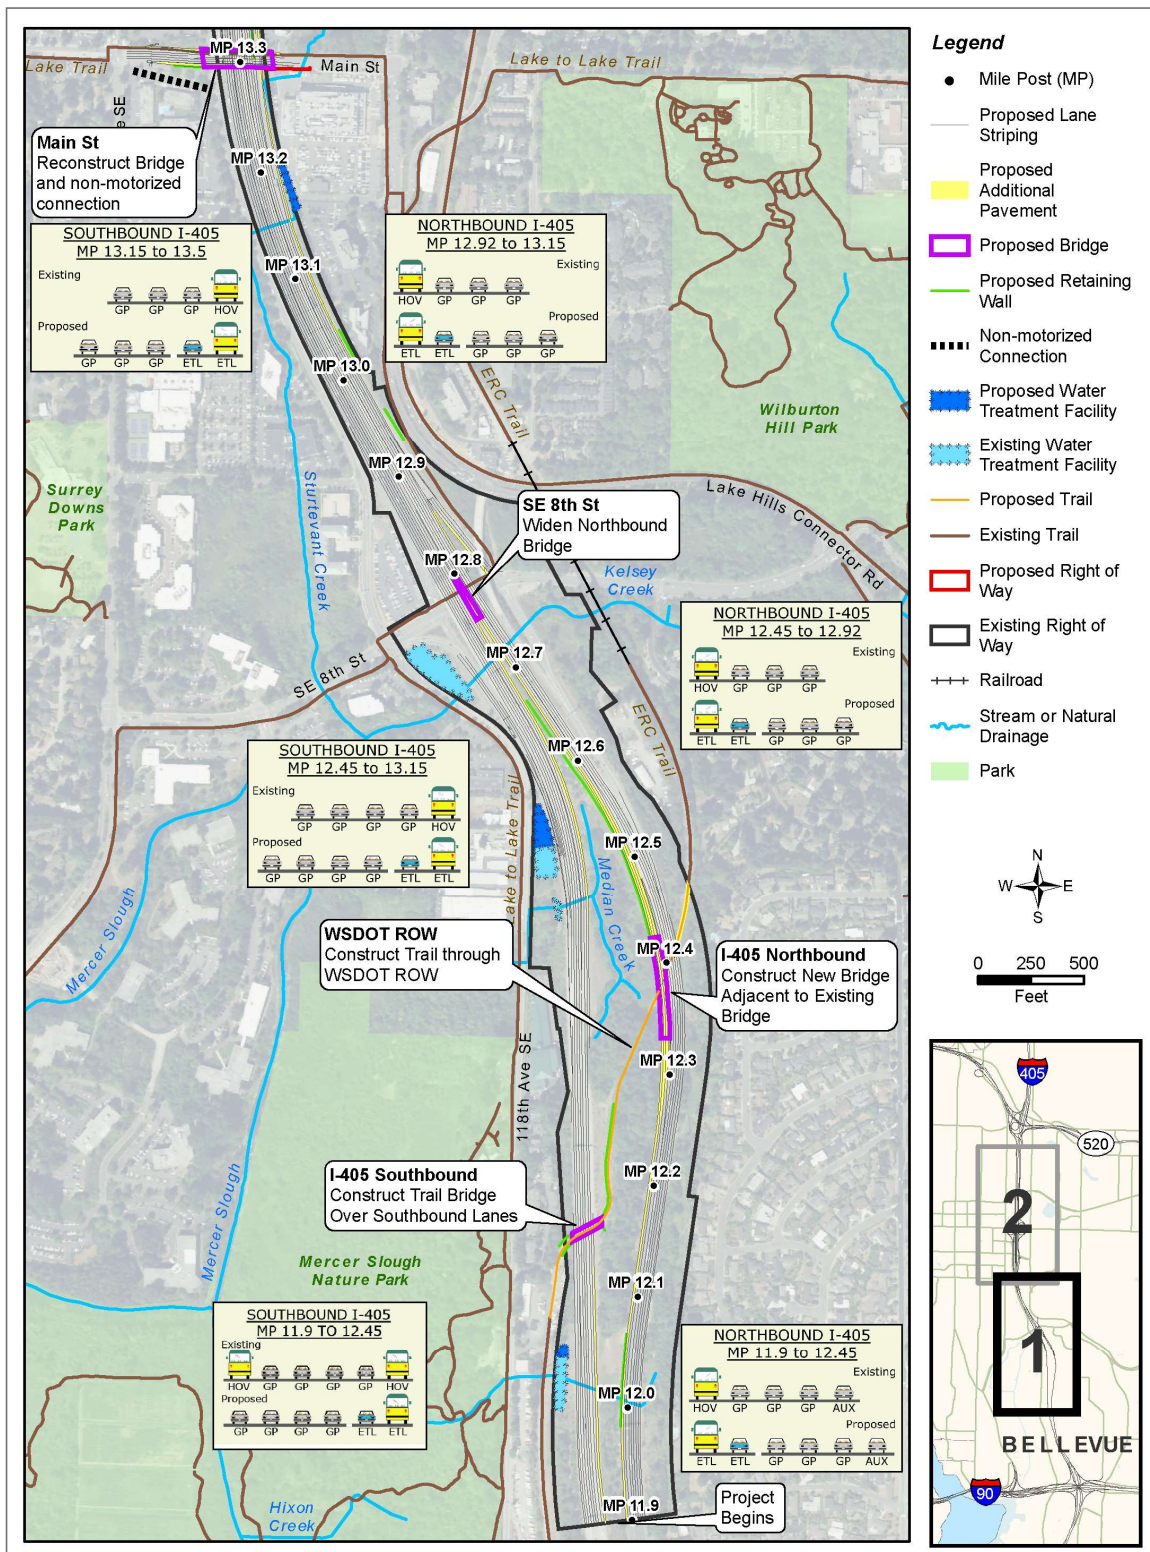 MP 13.3
Lake Trail
Main St
Lake to Lake Trail
e SE
Main St
Reconstruct Bridge
and non-motorized
connection
MP 13.2
SOUTHBOUND I-405
MP 13.15 to 13.5
Existing
GP GP GP HOV
Proposed
GP GP GP ETL ETL
NORTHBOUND I-405
MP 12.92 to 13.15
Existing
HOV GP GP GP
Proposed
ETL ETL GP GP GP
MP 13.1
MP 13.0
ERC Trail
Wilburton
Hill Park
MP 12.9
Surrey
Downs
Park
Sturtevant Creek
Lake Hills Connector Rd
SE 8th St
Widen Northbound
Bridge
MP 12.8
Kelsey
Creek
NORTHBOUND I-405
MP 12.45 to 12.92
Existing
HOV GP GP GP
Proposed
ETL ETL GP GP GP
MP 12.7
SE 8th St
ERC Trail
MP 12.6
SOUTHBOUND I-405
MP 12.45 to 13.15
Existing
GP GP GP GP HOV
Proposed
GP GP GP GP ETL ETL
Lake to Lake Trail
MP 12.5
Median Creek
Mercer Slough
WSDOT ROW
Construct Trail through
WSDOT ROW
MP 12.4
I-405 Northbound
Construct New Bridge
Adjacent to Existing
Bridge
118th Ave SE
MP 12.3
MP 12.2
I-405 Southbound
Construct Trail Bridge
Over Southbound Lanes
Mercer Slough
Mercer Slough
Nature Park
MP 12.1
SOUTHBOUND I-405
MP 11.9 TO 12.45
Existing
HOV GP GP GP GP HOV
Proposed
GP GP GP GP ETL ETL
NORTHBOUND I-405
MP 11.9 to 12.45
Existing
HOV GP GP GP AUX
Proposed
ETL ETL GP GP GP AUX
MP 12.0
Hixon
Creek
MP 11.9
Project
Begins
Legend
Mile Post (MP)
Proposed Lane
Striping
Proposed
Additional
Pavement
Proposed Bridge
Proposed Retaining
Wall
Non-motorized
Connection
Proposed Water
Treatment Facility
Existing Water
Treatment Facility
Proposed Trail
Existing Trail
Proposed Right of
Way
Existing Right of
Way
Railroad
Stream or Natural
Drainage
Park
N
W E
S
0 250 500
Feet
405
520
2
1
BELLEVUE
90